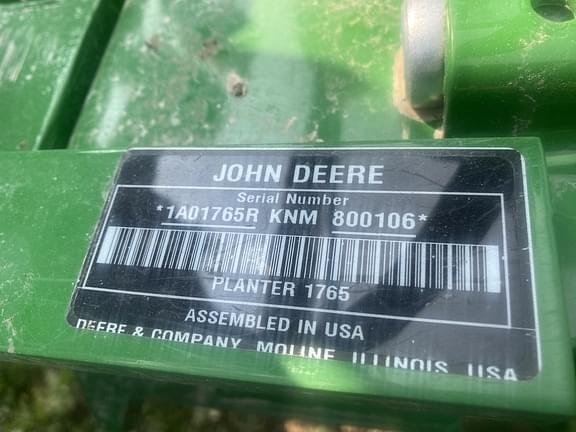 JOHN DEERE
Serial Number
*1A01765R KNM 800106*
PLANTER 1765
ASSEMBLED IN USA
DEERE & COMPANY MOLINE ILLINOIS USA